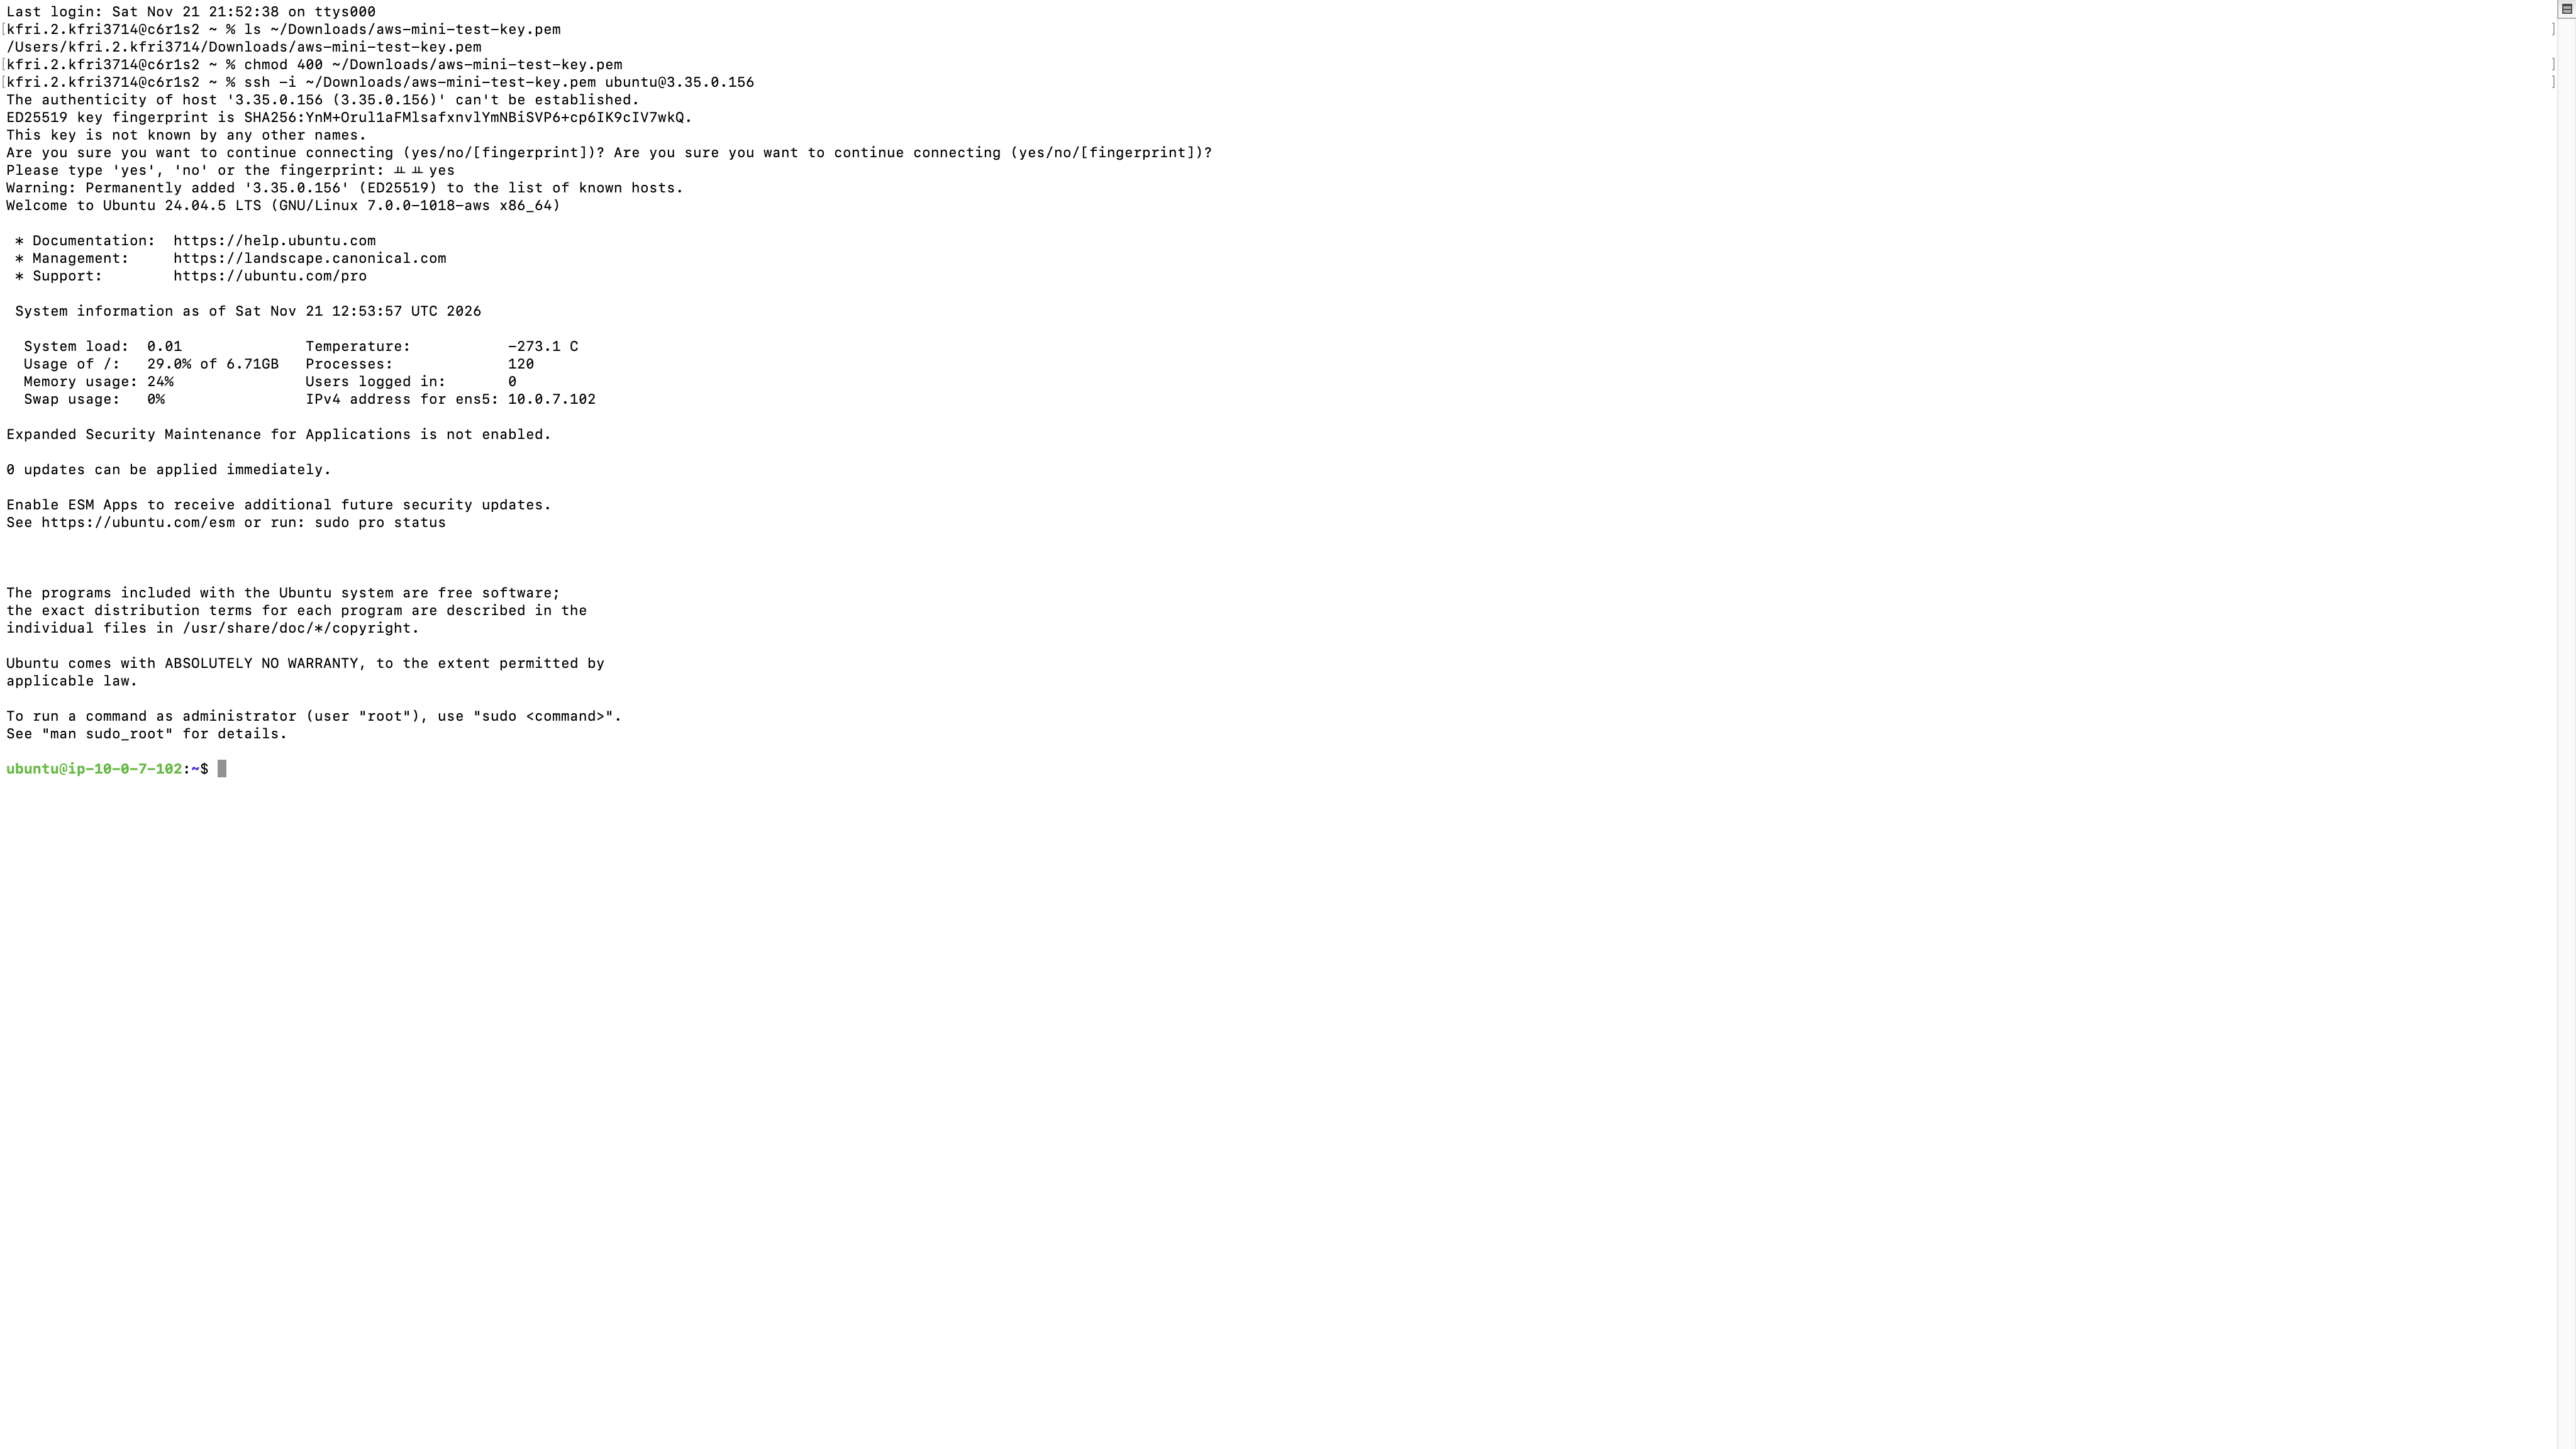 Last login: Sat Nov 21 21:52:38 on ttys000
[kfri.2.kfri3714@c6r1s2 ~ % ls ~/Downloads/aws-mini-test-key.pem ]
/Users/kfri.2.kfri3714/Downloads/aws-mini-test-key.pem
[kfri.2.kfri3714@c6r1s2 ~ % chmod 400 ~/Downloads/aws-mini-test-key.pem ]
[kfri.2.kfri3714@c6r1s2 ~ % ssh -i ~/Downloads/aws-mini-test-key.pem ubuntu@3.35.0.156 ]
The authenticity of host '3.35.0.156 (3.35.0.156)' can't be established.
ED25519 key fingerprint is SHA256:YnM+Orul1aFMlsafxnvlYmNBiSVP6+cp6IK9cIV7wkQ.
This key is not known by any other names.
Are you sure you want to continue connecting (yes/no/[fingerprint])? Are you sure you want to continue connecting (yes/no/[fingerprint])?
Please type 'yes', 'no' or the fingerprint: ㅛㅛyes
Warning: Permanently added '3.35.0.156' (ED25519) to the list of known hosts.
Welcome to Ubuntu 24.04.5 LTS (GNU/Linux 7.0.0-1018-aws x86_64)
* Documentation:  https://help.ubuntu.com
* Management:     https://landscape.canonical.com
* Support:        https://ubuntu.com/pro
System information as of Sat Nov 21 12:53:57 UTC 2026
System load:  0.01               Temperature:           -273.1 C
Usage of /:   29.0% of 6.71GB   Processes:             120
Memory usage: 24%                Users logged in:       0
Swap usage:   0%                 IPv4 address for ens5: 10.0.7.102
Expanded Security Maintenance for Applications is not enabled.
0 updates can be applied immediately.
Enable ESM Apps to receive additional future security updates.
See https://ubuntu.com/esm or run: sudo pro status
The programs included with the Ubuntu system are free software;
the exact distribution terms for each program are described in the
individual files in /usr/share/doc/*/copyright.
Ubuntu comes with ABSOLUTELY NO WARRANTY, to the extent permitted by
applicable law.
To run a command as administrator (user "root"), use "sudo <command>".
See "man sudo_root" for details.
ubuntu@ip-10-0-7-102:~$